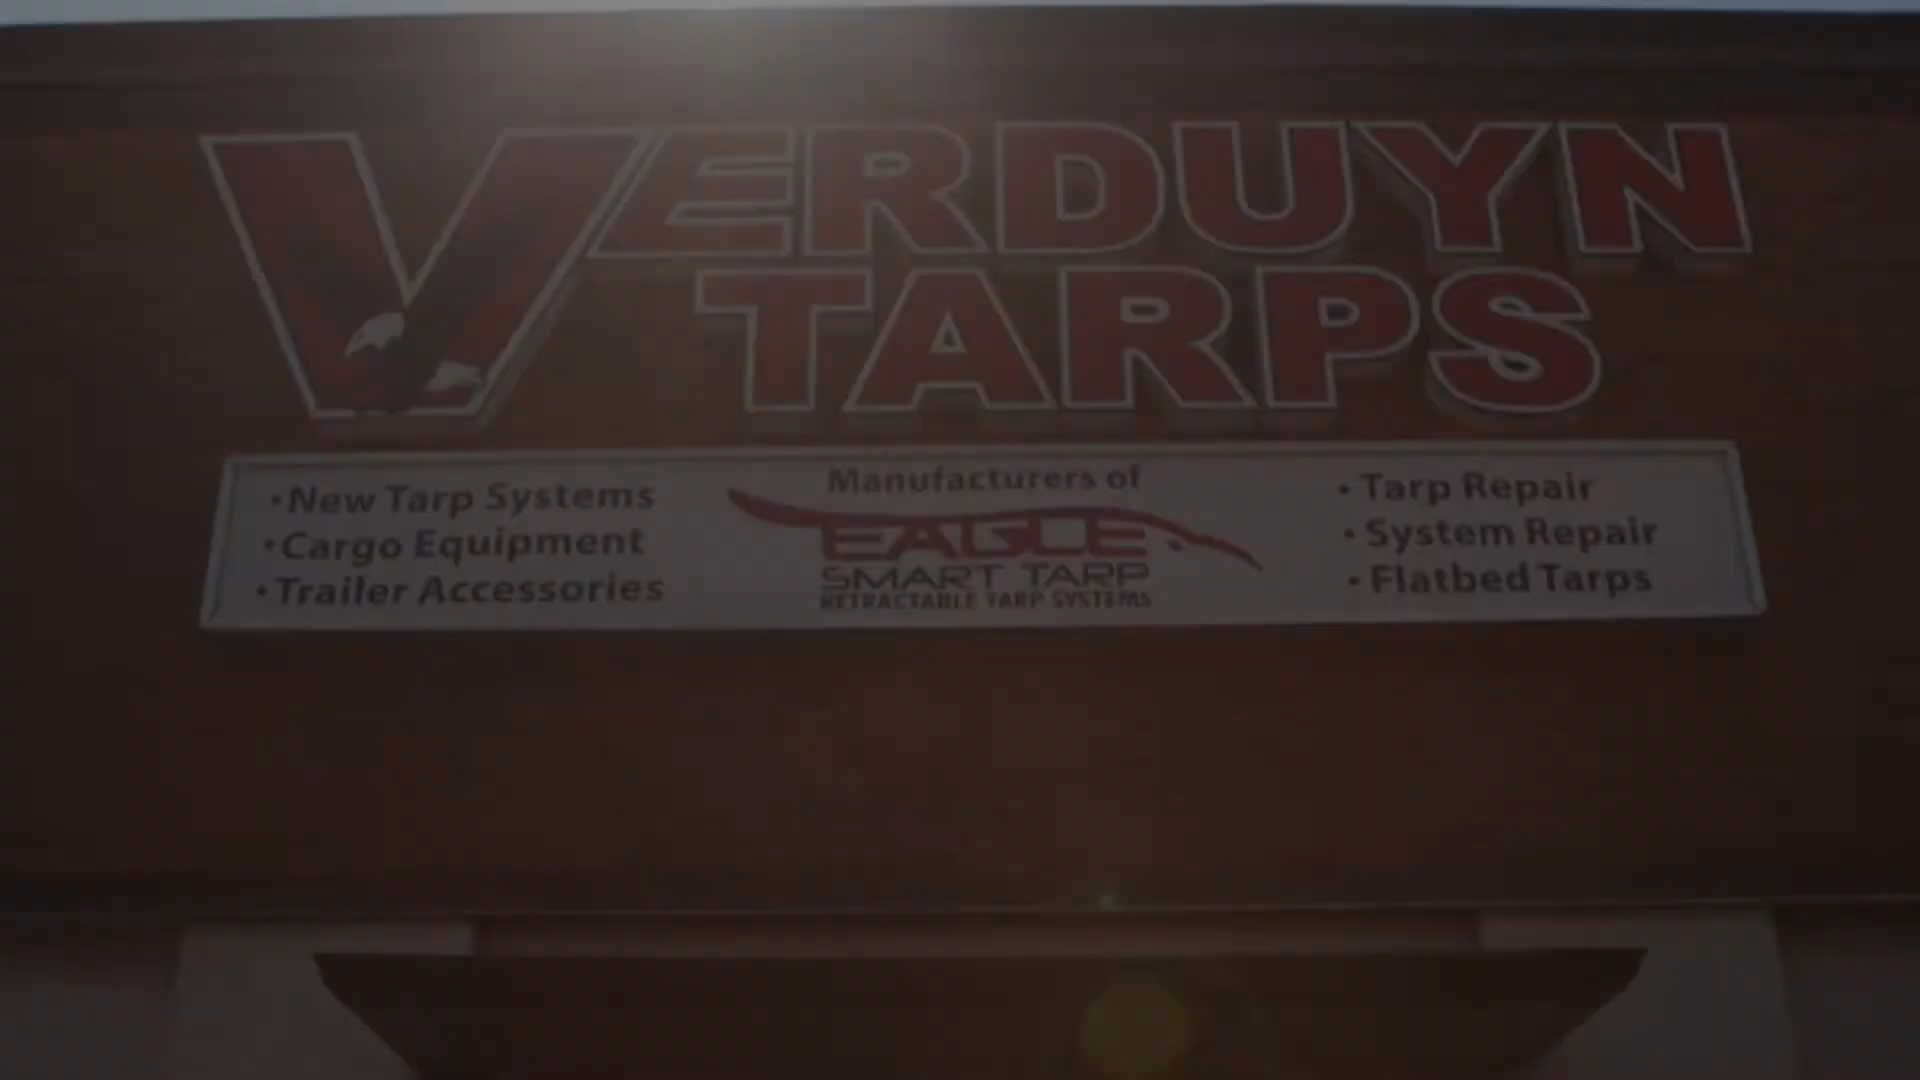 VERDUYN
TARPS
•New Tarp Systems
•Cargo Equipment
•Trailer Accessories
Manufacturers of
EAGLE
SMART TARP
RETRACTABLE TARP SYSTEMS
•Tarp Repair
•System Repair
•Flatbed Tarps